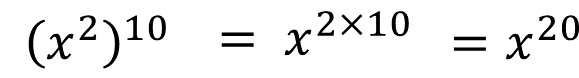 (x²)¹⁰ = x²ˣ¹⁰ = x²⁰